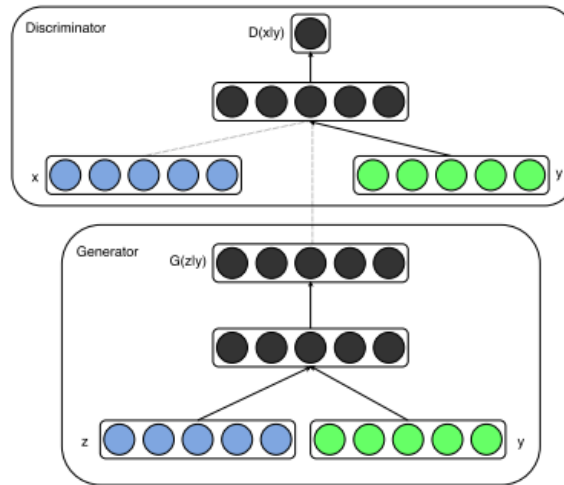 Discriminator
D(x|y)
x
y
Generator
G(z|y)
z
y